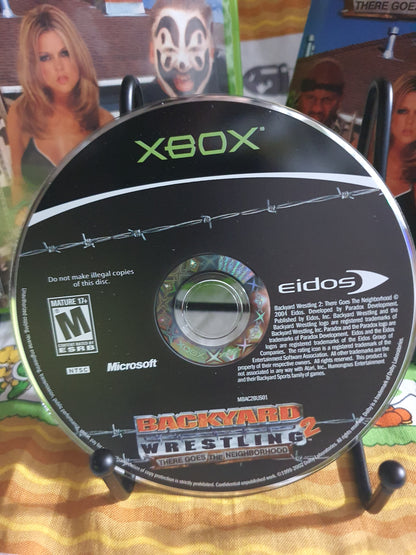 THERE GOES THE NEIGHBORHOOD
XBOX
Do not make illegal copies
of this disc.
eidos
MATURE 17+
M
CONTENT RATED BY
ESRB
NTSC
Microsoft
Backyard Wrestling 2: There Goes The Neighborhood ©
2004 Eidos. Developed by Paradox Development.
Published by Eidos, Inc. Backyard Wrestling and the
Backyard Wrestling logo are registered trademarks of
Backyard Wrestling, Inc. Paradox and the Paradox logo are
trademarks of Paradox Development. Eidos and the Eidos
logo are registered trademarks of the Eidos Group of
Companies. The rating icon is a registered trademark of the
Entertainment Software Association. All other trademarks are the
property of their respective owners. All rights reserved. This product is
not associated in any way with Atari, Inc., Humongous Entertainment
and their Backyard Sports family of games.
MDAC2BUS01
BACKYARD
WRESTLING 2
THERE GOES THE NEIGHBORHOOD